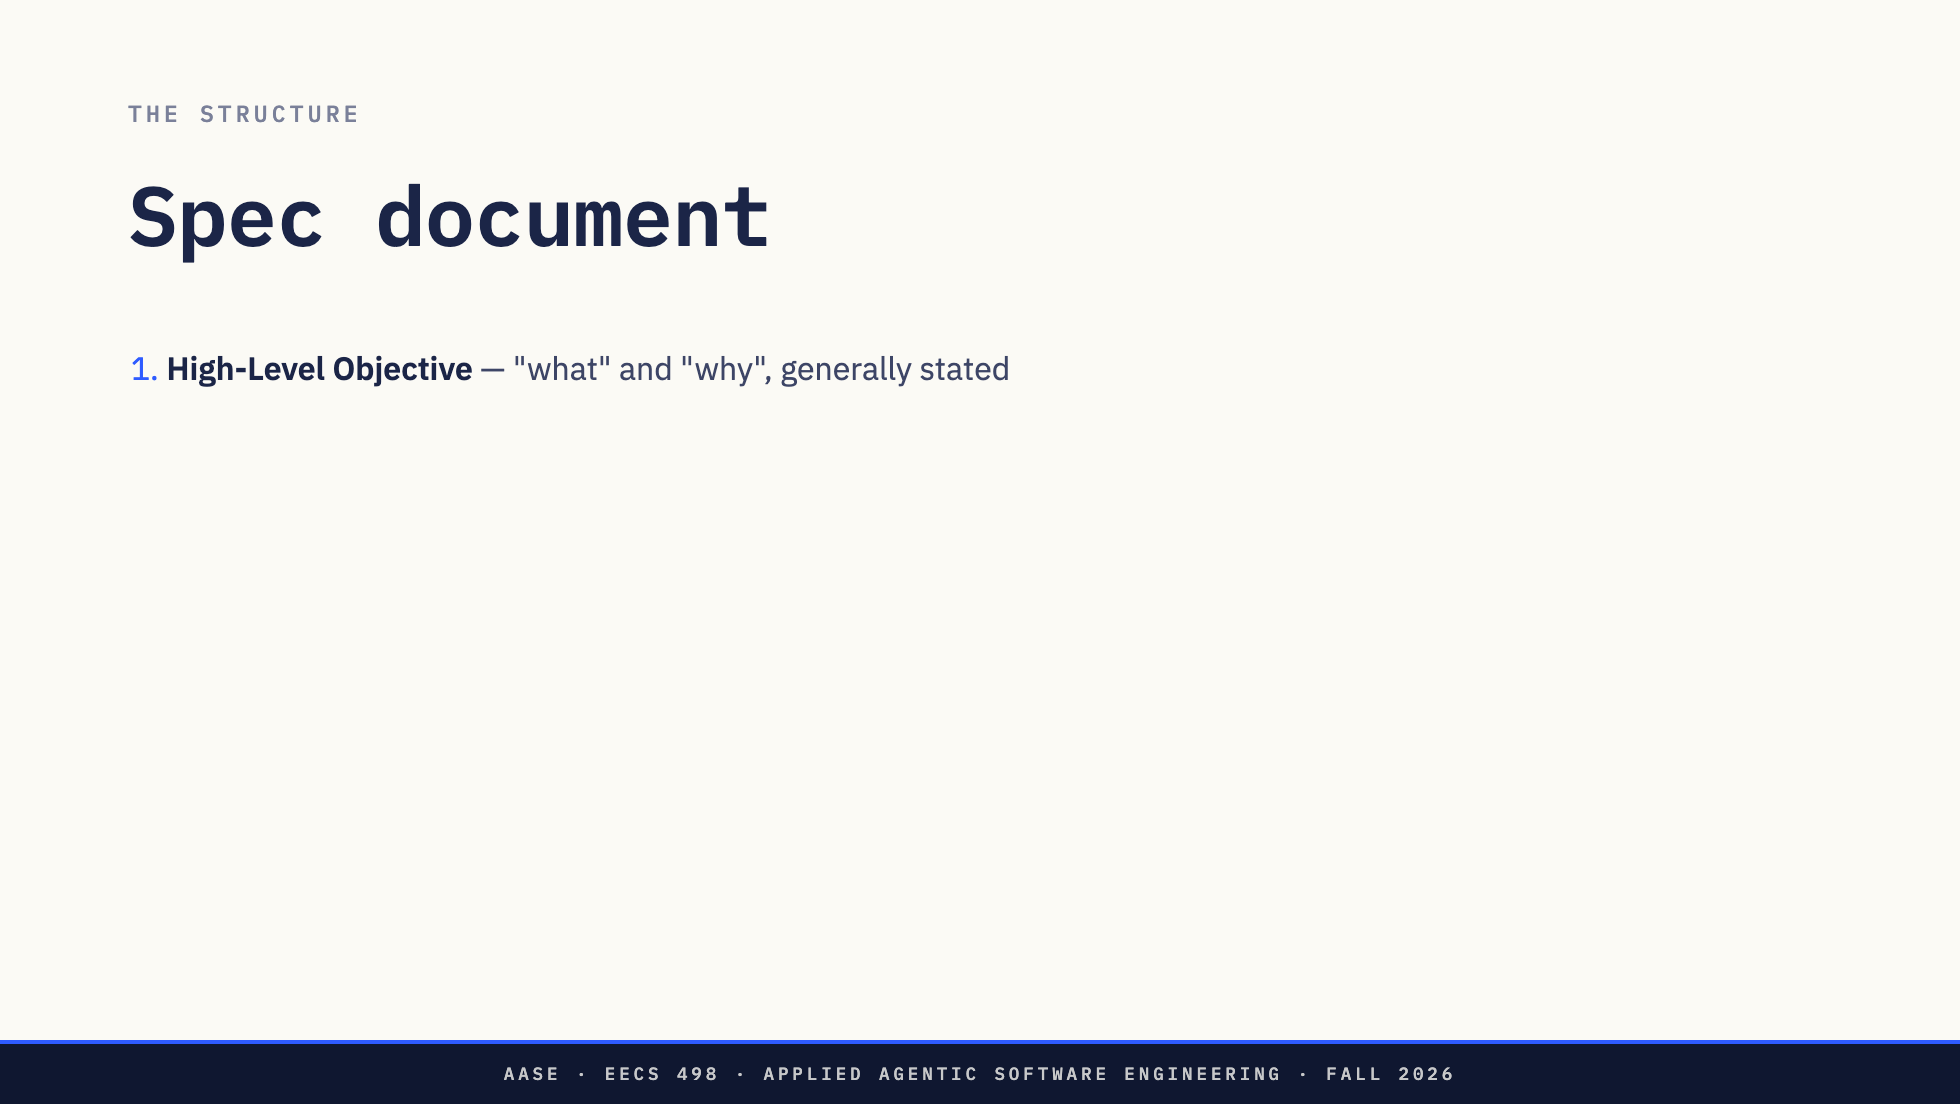 THE STRUCTURE
Spec document
1. High-Level Objective — "what" and "why", generally stated
AASE · EECS 498 · APPLIED AGENTIC SOFTWARE ENGINEERING · FALL 2026